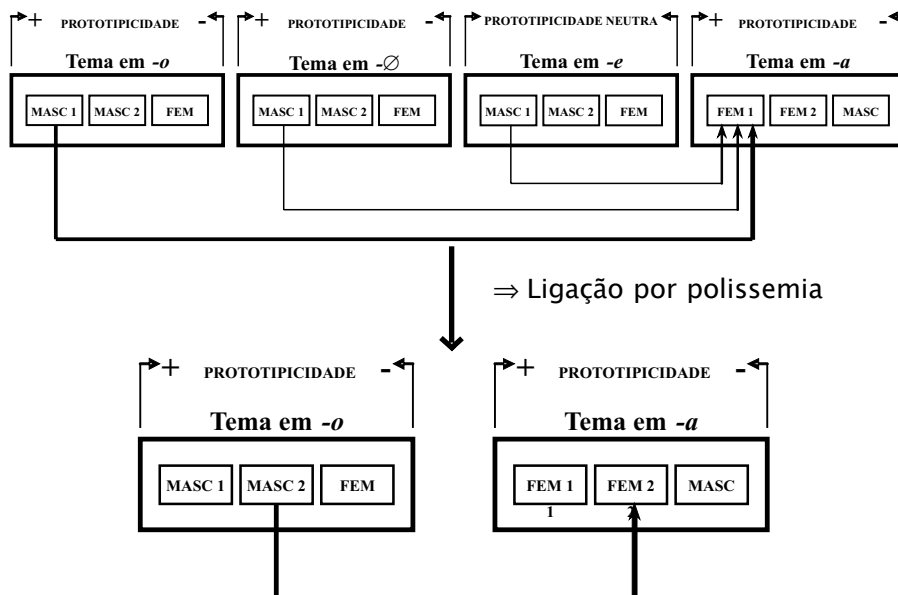 + PROTOTIPICIDADE - + PROTOTIPICIDADE - PROTOTIPICIDADE NEUTRA + PROTOTIPICIDADE -
Tema em -o Tema em -∅ Tema em -e Tema em -a
MASC 1 MASC 2 FEM MASC 1 MASC 2 FEM MASC 1 MASC 2 FEM FEM 1 FEM 2 MASC
⇒ Ligação por polissemia
+ PROTOTIPICIDADE - + PROTOTIPICIDADE -
Tema em -o Tema em -a
MASC 1 MASC 2 FEM FEM 1 FEM 2 MASC
1 2